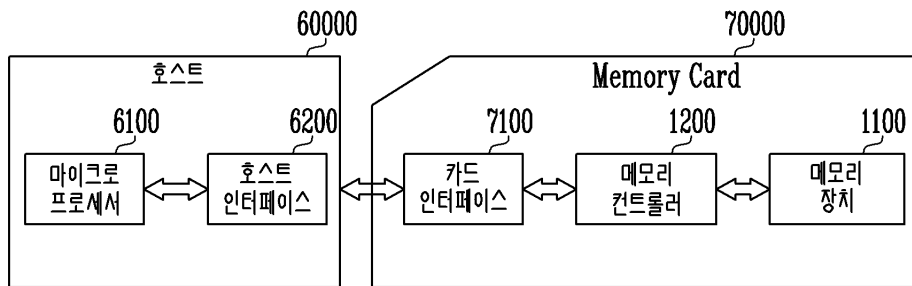 60000
70000
호스트
Memory Card
6100
6200
7100
1200
1100
마이크로
프로세서
호스트
인터페이스
카드
인터페이스
메모리
컨트롤러
메모리
장치